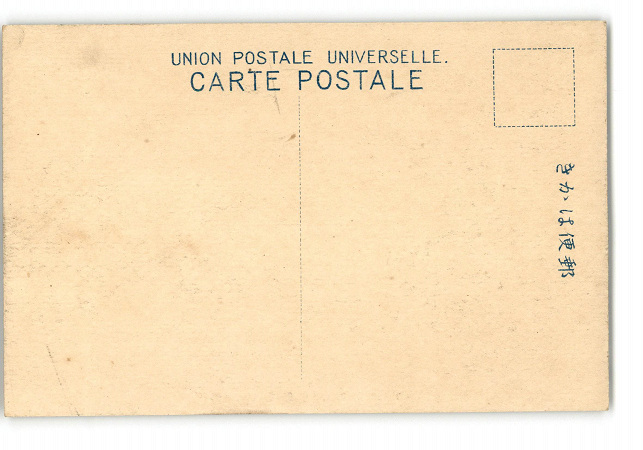 UNION POSTALE UNIVERSELLE.
CARTE POSTALE
きかは便郵